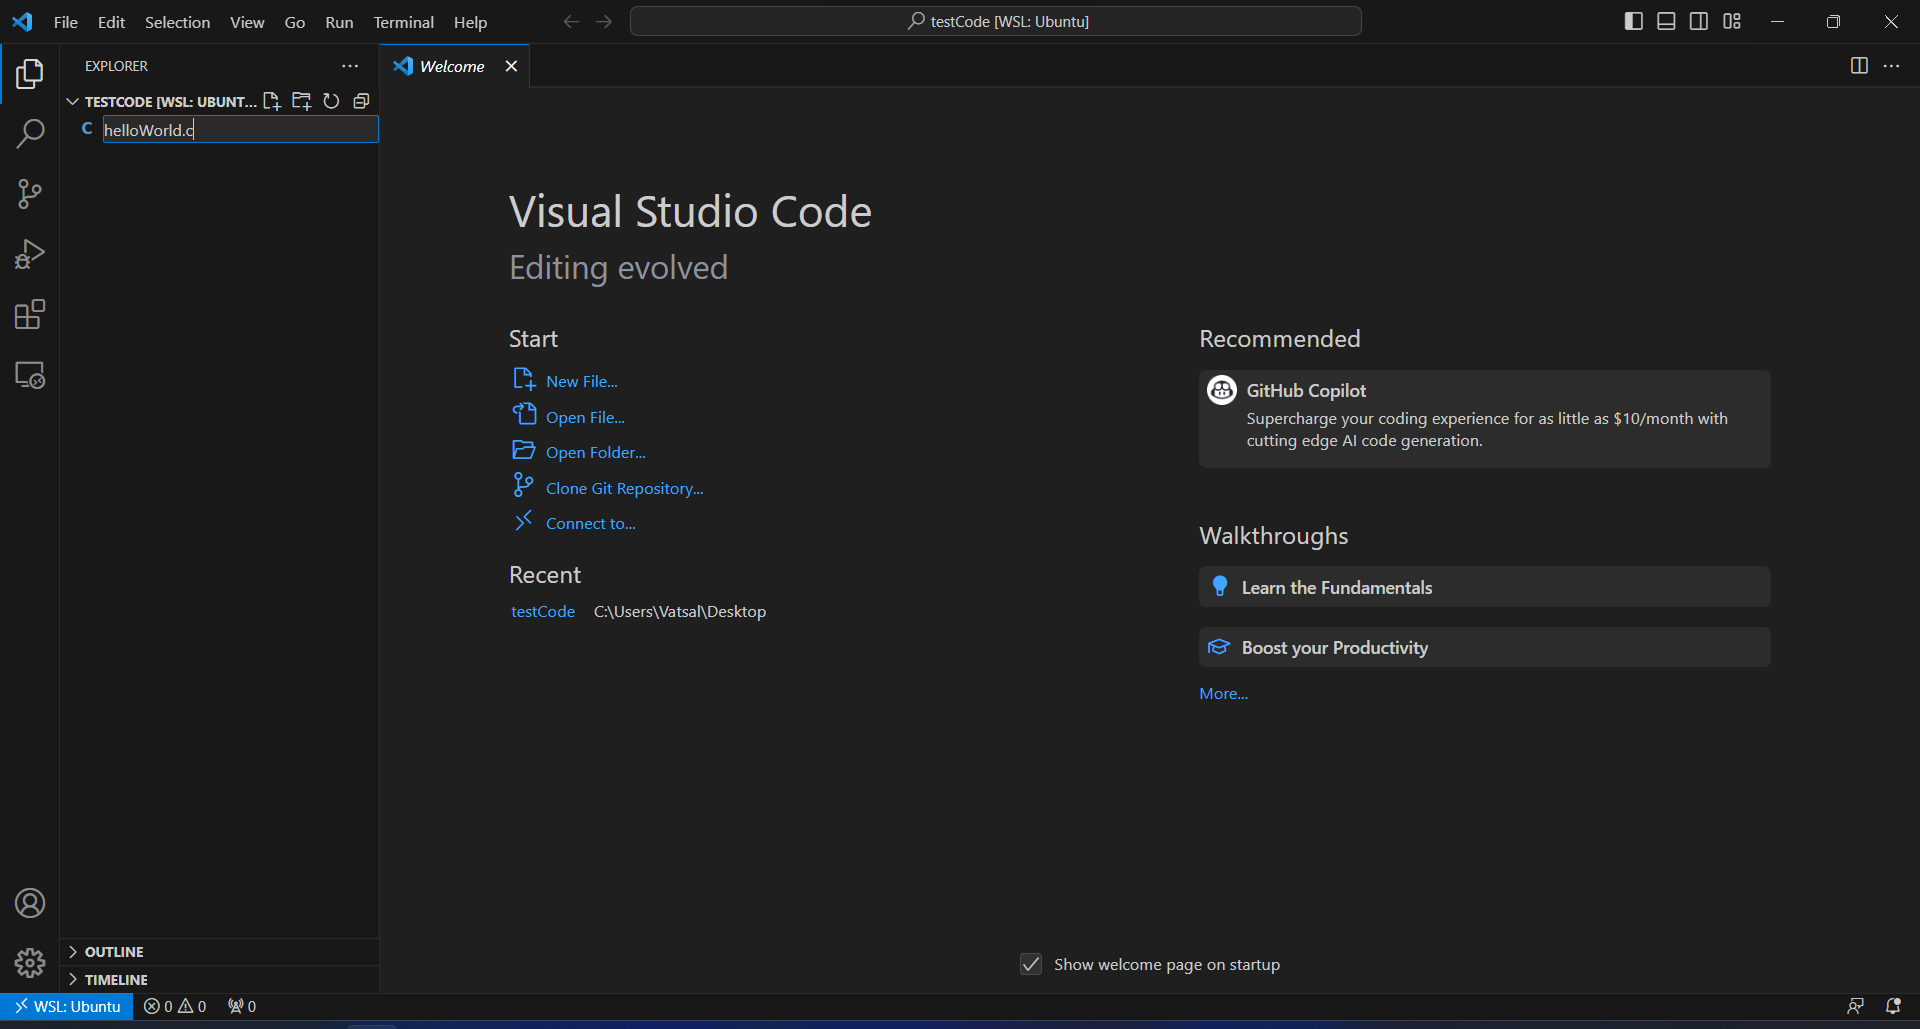 File Edit Selection View Go Run Terminal Help
testCode [WSL: Ubuntu]
EXPLORER
Welcome
TESTCODE [WSL: UBUNT...
C helloWorld.c
Visual Studio Code
Editing evolved
Start
New File...
Open File...
Open Folder...
Clone Git Repository...
Connect to...
Recent
testCode C:\Users\Vatsal\Desktop
Recommended
GitHub Copilot
Supercharge your coding experience for as little as $10/month with
cutting edge AI code generation.
Walkthroughs
Learn the Fundamentals
Boost your Productivity
More...
Show welcome page on startup
OUTLINE
TIMELINE
WSL: Ubuntu 0 0 0